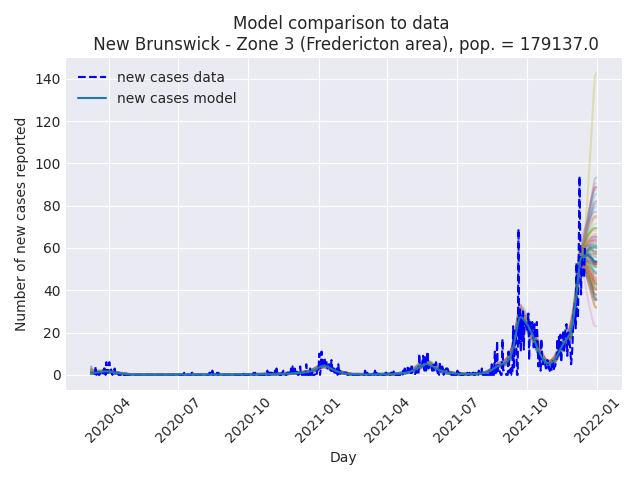 Model comparison to data
New Brunswick - Zone 3 (Fredericton area), pop. = 179137.0
new cases data
new cases model
Number of new cases reported
140
120
100
80
60
40
20
0
2020-04
2020-07
2020-10
2021-01
2021-04
2021-07
2021-10
2022-01
Day